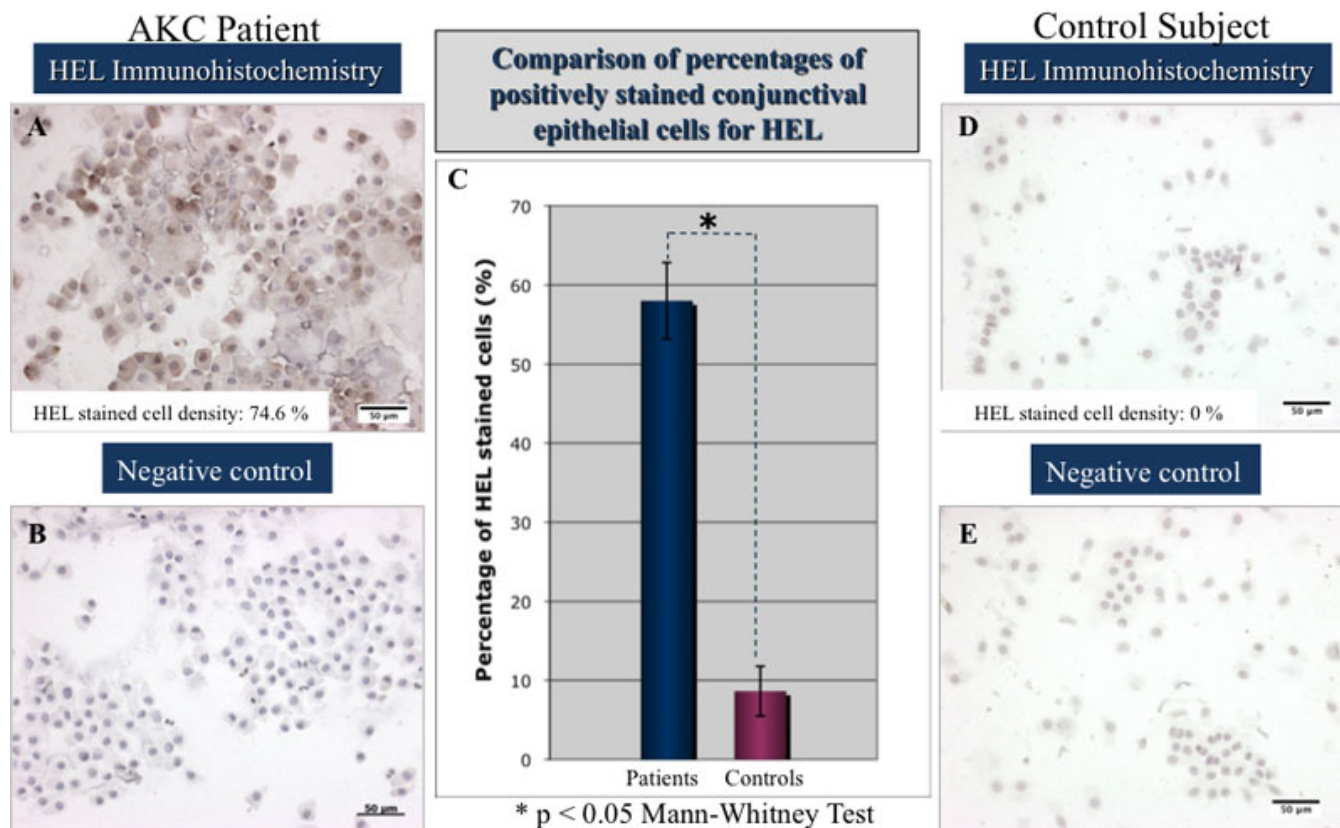 AKC Patient
HEL Immunohistochemistry
A
HEL stained cell density: 74.6 %
50 µm
Negative control
B
50 µm
Comparison of percentages of
positively stained conjunctival
epithelial cells for HEL
C
Percentage of HEL stained cells (%)
70
60
50
40
30
20
10
0
*
Patients
Controls
* p < 0.05 Mann-Whitney Test
Control Subject
HEL Immunohistochemistry
D
HEL stained cell density: 0 %
50 µm
Negative control
E
50 µm